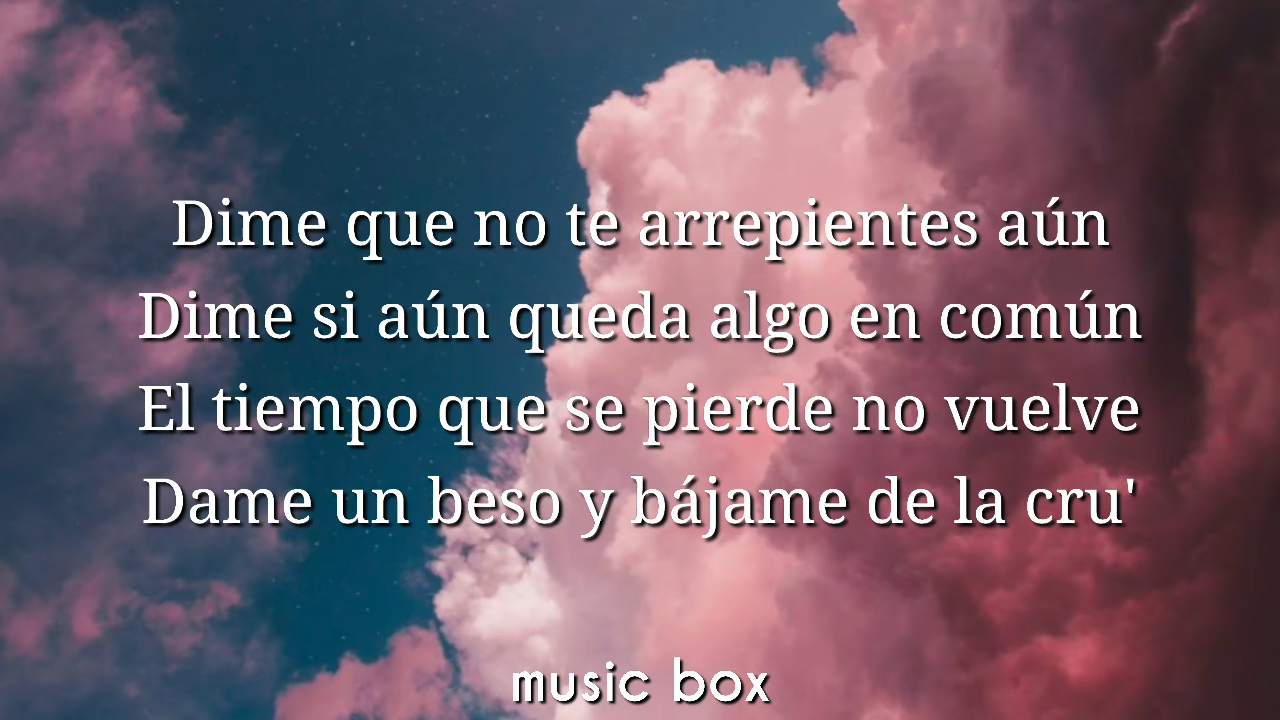 Dime que no te arrepientes aún
Dime si aún queda algo en común
El tiempo que se pierde no vuelve
Dame un beso y bájame de la cru'
music box